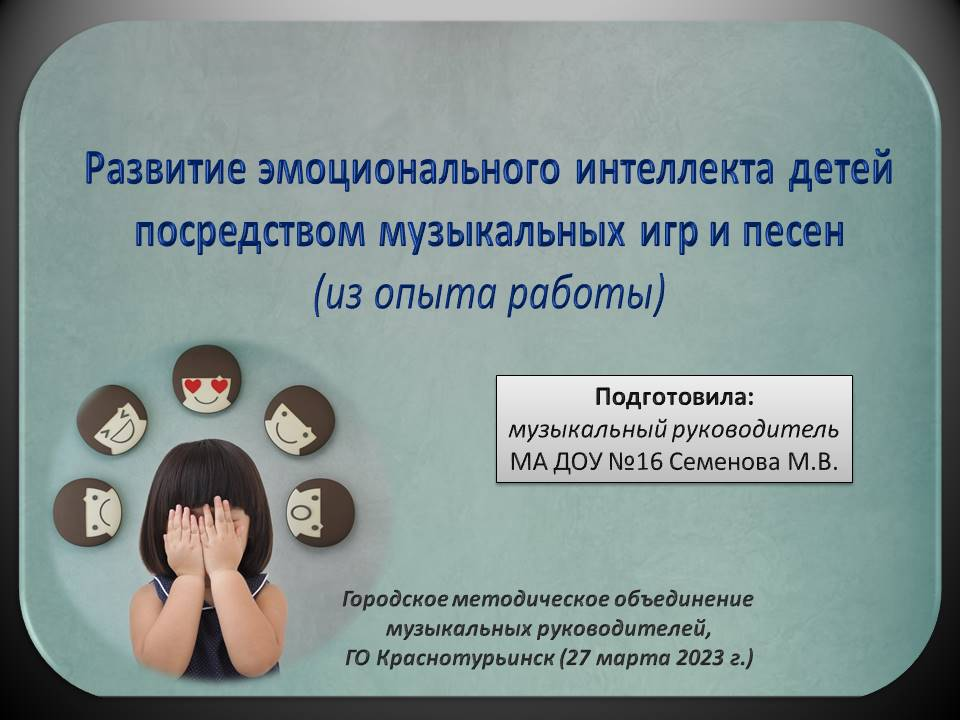 Развитие эмоционального интеллекта детей
посредством музыкальных игр и песен
(из опыта работы)
Подготовила:
музыкальный руководитель
МА ДОУ №16 Семенова М.В.
Городское методическое объединение
музыкальных руководителей,
ГО Краснотурьинск (27 марта 2023 г.)